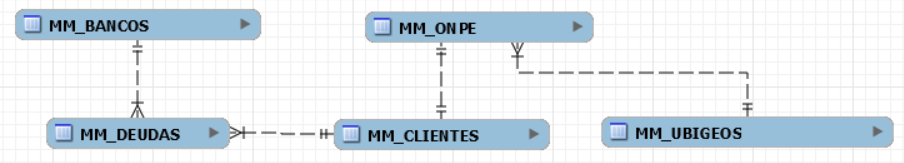 MM_BANCOS
MM_ONPE
MM_DEUDAS
MM_CLIENTES
MM_UBIGEOS